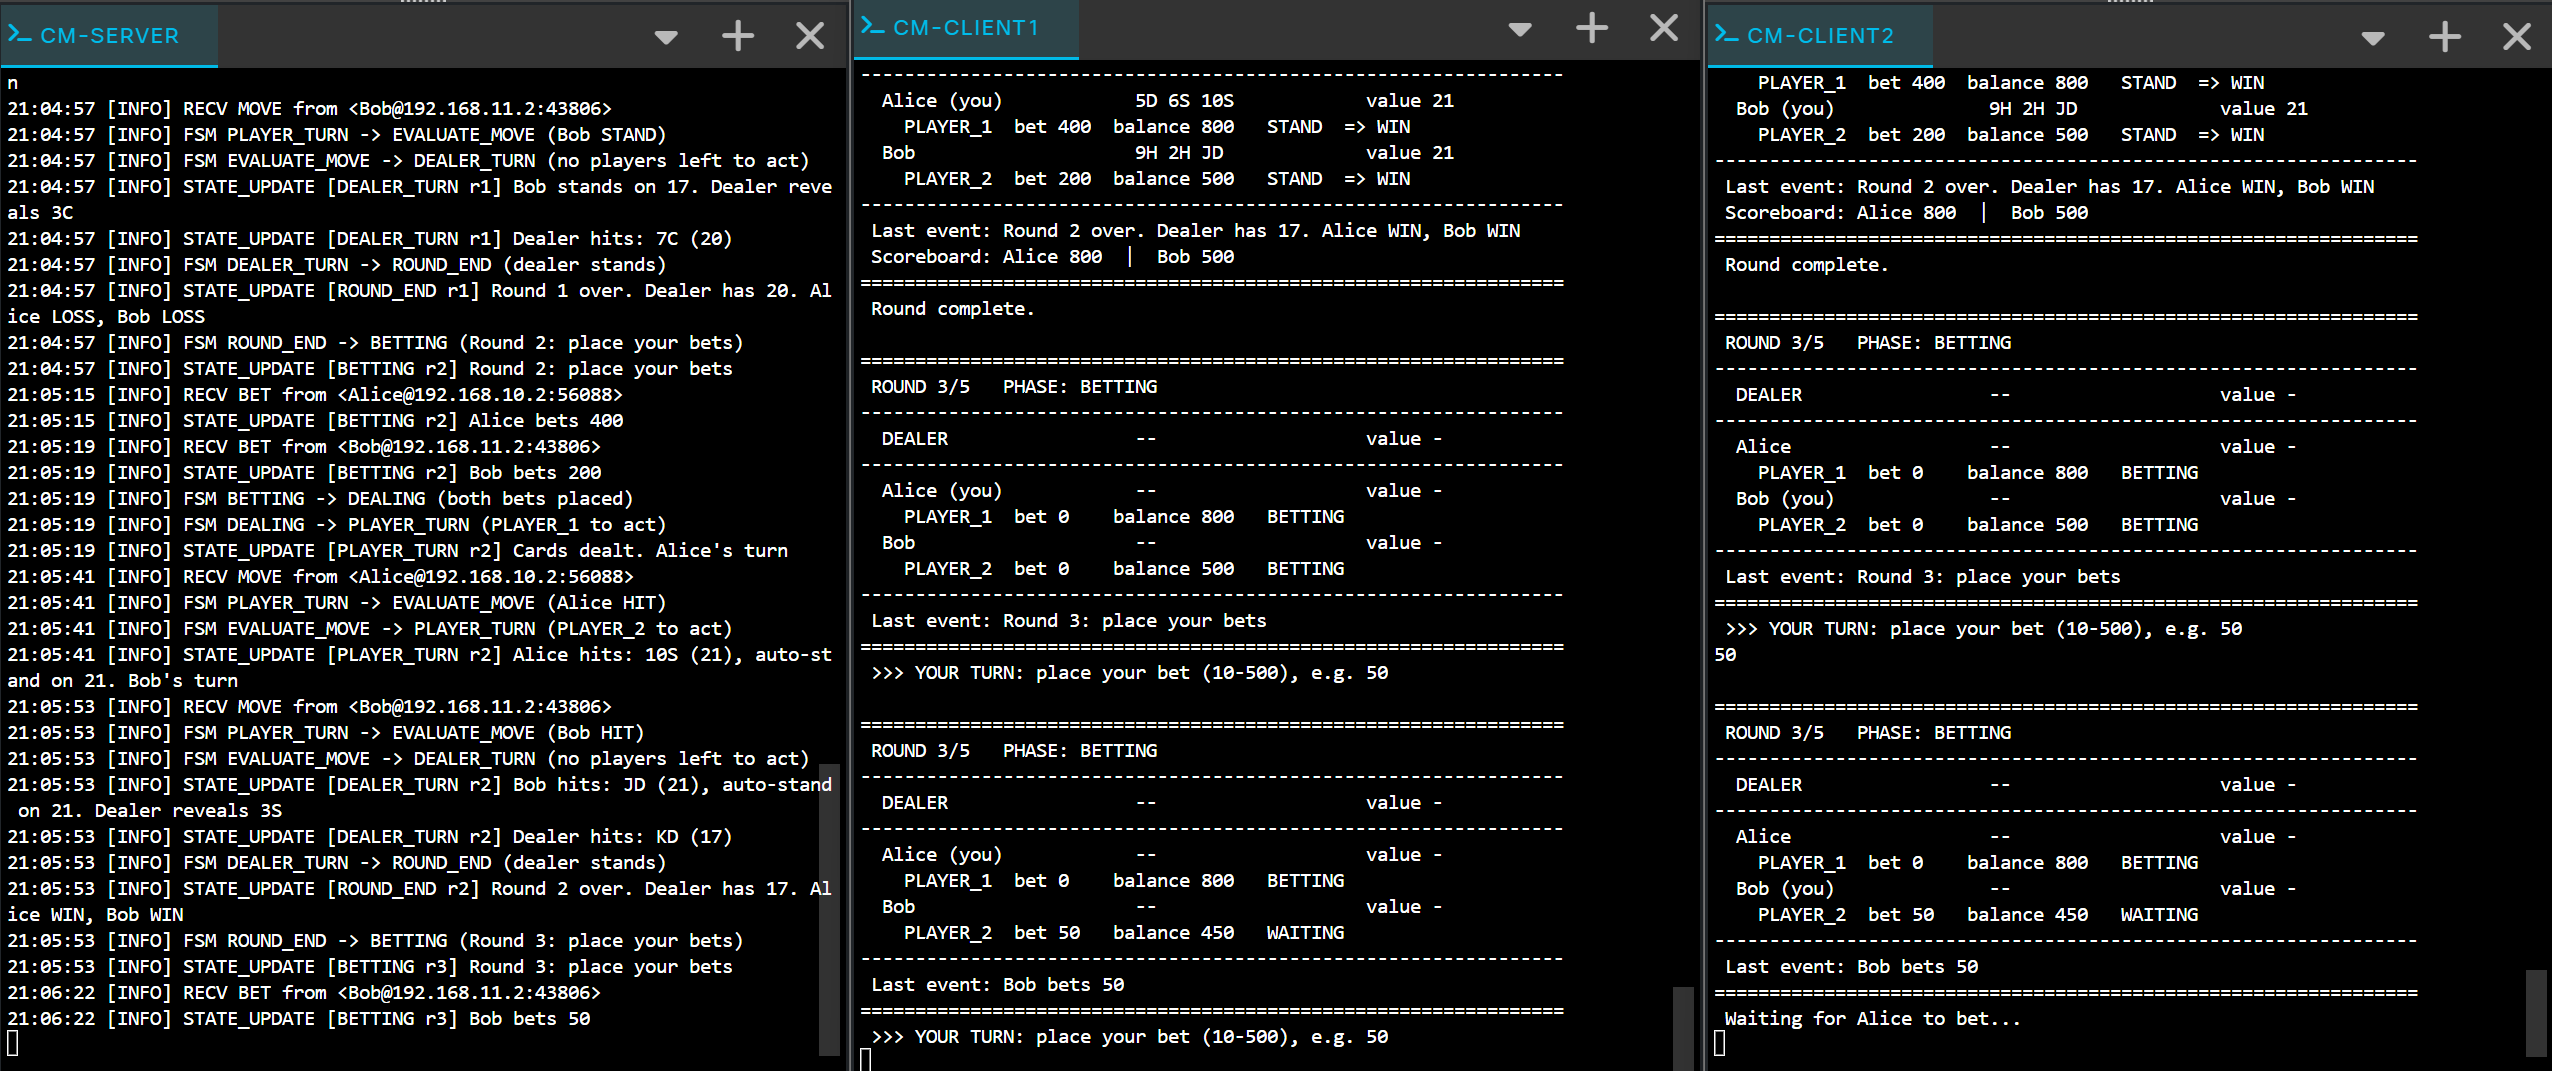 CM-SERVER
n
21:04:57 [INFO] RECV MOVE from <Bob@192.168.11.2:43806>
21:04:57 [INFO] FSM PLAYER_TURN -> EVALUATE_MOVE (Bob STAND)
21:04:57 [INFO] FSM EVALUATE_MOVE -> DEALER_TURN (no players left to act)
21:04:57 [INFO] STATE_UPDATE [DEALER_TURN r1] Bob stands on 17. Dealer reve
als 3C
21:04:57 [INFO] STATE_UPDATE [DEALER_TURN r1] Dealer hits: 7C (20)
21:04:57 [INFO] FSM DEALER_TURN -> ROUND_END (dealer stands)
21:04:57 [INFO] STATE_UPDATE [ROUND_END r1] Round 1 over. Dealer has 20. Al
ice LOSS, Bob LOSS
21:04:57 [INFO] FSM ROUND_END -> BETTING (Round 2: place your bets)
21:04:57 [INFO] STATE_UPDATE [BETTING r2] Round 2: place your bets
21:05:15 [INFO] RECV BET from <Alice@192.168.10.2:56088>
21:05:15 [INFO] STATE_UPDATE [BETTING r2] Alice bets 400
21:05:19 [INFO] RECV BET from <Bob@192.168.11.2:43806>
21:05:19 [INFO] STATE_UPDATE [BETTING r2] Bob bets 200
21:05:19 [INFO] FSM BETTING -> DEALING (both bets placed)
21:05:19 [INFO] FSM DEALING -> PLAYER_TURN (PLAYER_1 to act)
21:05:19 [INFO] STATE_UPDATE [PLAYER_TURN r2] Cards dealt. Alice's turn
21:05:41 [INFO] RECV MOVE from <Alice@192.168.10.2:56088>
21:05:41 [INFO] FSM PLAYER_TURN -> EVALUATE_MOVE (Alice HIT)
21:05:41 [INFO] FSM EVALUATE_MOVE -> PLAYER_TURN (PLAYER_2 to act)
21:05:41 [INFO] STATE_UPDATE [PLAYER_TURN r2] Alice hits: 10S (21), auto-st
and on 21. Bob's turn
21:05:53 [INFO] RECV MOVE from <Bob@192.168.11.2:43806>
21:05:53 [INFO] FSM PLAYER_TURN -> EVALUATE_MOVE (Bob HIT)
21:05:53 [INFO] FSM EVALUATE_MOVE -> DEALER_TURN (no players left to act)
21:05:53 [INFO] STATE_UPDATE [DEALER_TURN r2] Bob hits: JD (21), auto-stand
on 21. Dealer reveals 3S
21:05:53 [INFO] STATE_UPDATE [DEALER_TURN r2] Dealer hits: KD (17)
21:05:53 [INFO] FSM DEALER_TURN -> ROUND_END (dealer stands)
21:05:53 [INFO] STATE_UPDATE [ROUND_END r2] Round 2 over. Dealer has 17. Al
ice WIN, Bob WIN
21:05:53 [INFO] FSM ROUND_END -> BETTING (Round 3: place your bets)
21:05:53 [INFO] STATE_UPDATE [BETTING r3] Round 3: place your bets
21:06:22 [INFO] RECV BET from <Bob@192.168.11.2:43806>
21:06:22 [INFO] STATE_UPDATE [BETTING r3] Bob bets 50
CM-CLIENT1
----------------------------------------------------------------
Alice (you) 5D 6S 10S value 21
PLAYER_1 bet 400 balance 800 STAND => WIN
Bob 9H 2H JD value 21
PLAYER_2 bet 200 balance 500 STAND => WIN
----------------------------------------------------------------
Last event: Round 2 over. Dealer has 17. Alice WIN, Bob WIN
Scoreboard: Alice 800 | Bob 500
================================================================
Round complete.
================================================================
ROUND 3/5 PHASE: BETTING
----------------------------------------------------------------
DEALER -- value -
----------------------------------------------------------------
Alice (you) -- value -
PLAYER_1 bet 0 balance 800 BETTING
Bob -- value -
PLAYER_2 bet 0 balance 500 BETTING
----------------------------------------------------------------
Last event: Round 3: place your bets
================================================================
>>> YOUR TURN: place your bet (10-500), e.g. 50
================================================================
ROUND 3/5 PHASE: BETTING
----------------------------------------------------------------
DEALER -- value -
----------------------------------------------------------------
Alice (you) -- value -
PLAYER_1 bet 0 balance 800 BETTING
Bob -- value -
PLAYER_2 bet 50 balance 450 WAITING
----------------------------------------------------------------
Last event: Bob bets 50
================================================================
>>> YOUR TURN: place your bet (10-500), e.g. 50
CM-CLIENT2
PLAYER_1 bet 400 balance 800 STAND => WIN
Bob (you) 9H 2H JD value 21
PLAYER_2 bet 200 balance 500 STAND => WIN
----------------------------------------------------------------
Last event: Round 2 over. Dealer has 17. Alice WIN, Bob WIN
Scoreboard: Alice 800 | Bob 500
================================================================
Round complete.
================================================================
ROUND 3/5 PHASE: BETTING
----------------------------------------------------------------
DEALER -- value -
----------------------------------------------------------------
Alice -- value -
PLAYER_1 bet 0 balance 800 BETTING
Bob (you) -- value -
PLAYER_2 bet 0 balance 500 BETTING
----------------------------------------------------------------
Last event: Round 3: place your bets
================================================================
>>> YOUR TURN: place your bet (10-500), e.g. 50
50
================================================================
ROUND 3/5 PHASE: BETTING
----------------------------------------------------------------
DEALER -- value -
----------------------------------------------------------------
Alice -- value -
PLAYER_1 bet 0 balance 800 BETTING
Bob (you) -- value -
PLAYER_2 bet 50 balance 450 WAITING
----------------------------------------------------------------
Last event: Bob bets 50
================================================================
Waiting for Alice to bet...